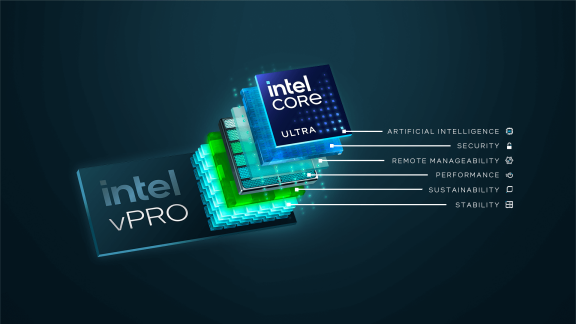 intel
CORE
ULTRA
ARTIFICIAL INTELLIGENCE
SECURITY
REMOTE MANAGEABILITY
PERFORMANCE
SUSTAINABILITY
STABILITY
intel
vPRO